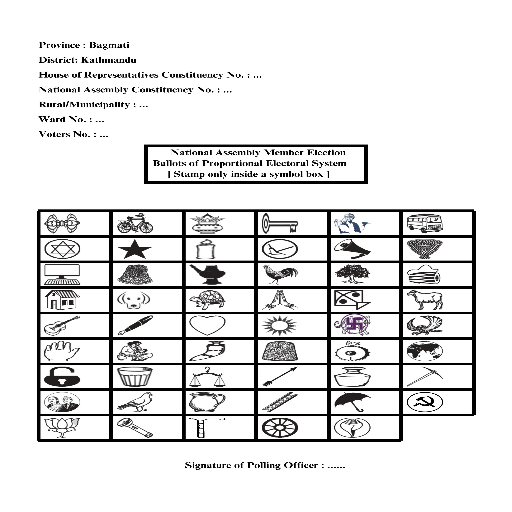 Province : Bagmati
District: Kathmandu
House of Representatives Constituency No. : ...
National Assembly Constituency No. : ...
Rural/Municipality : ...
Ward No. : ...
Voters No. : ...
National Assembly Member Election
Ballots of Proportional Electoral System
[ Stamp only inside a symbol box ]
Signature of Polling Officer : ......